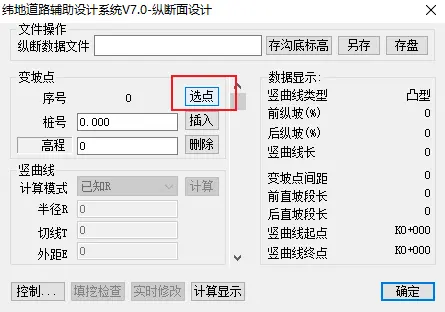 纬地道路辅助设计系统V7.0-纵断面设计
文件操作
纵断数据文件 存沟底标高 另存 存盘
变坡点
序号 0 选点
桩号 0.000 插入
高程 0 删除
竖曲线
计算模式 已知R 计算
半径R 0
切线T 0
外距E 0
数据显示:
竖曲线类型 凸型
前纵坡(%) 0
后纵坡(%) 0
竖曲线长 0
变坡点间距 0
前直坡段长 0
后直坡段长 0
竖曲线起点 K0+000
竖曲线终点 K0+000
控制... 填挖检查 实时修改 计算显示 确定